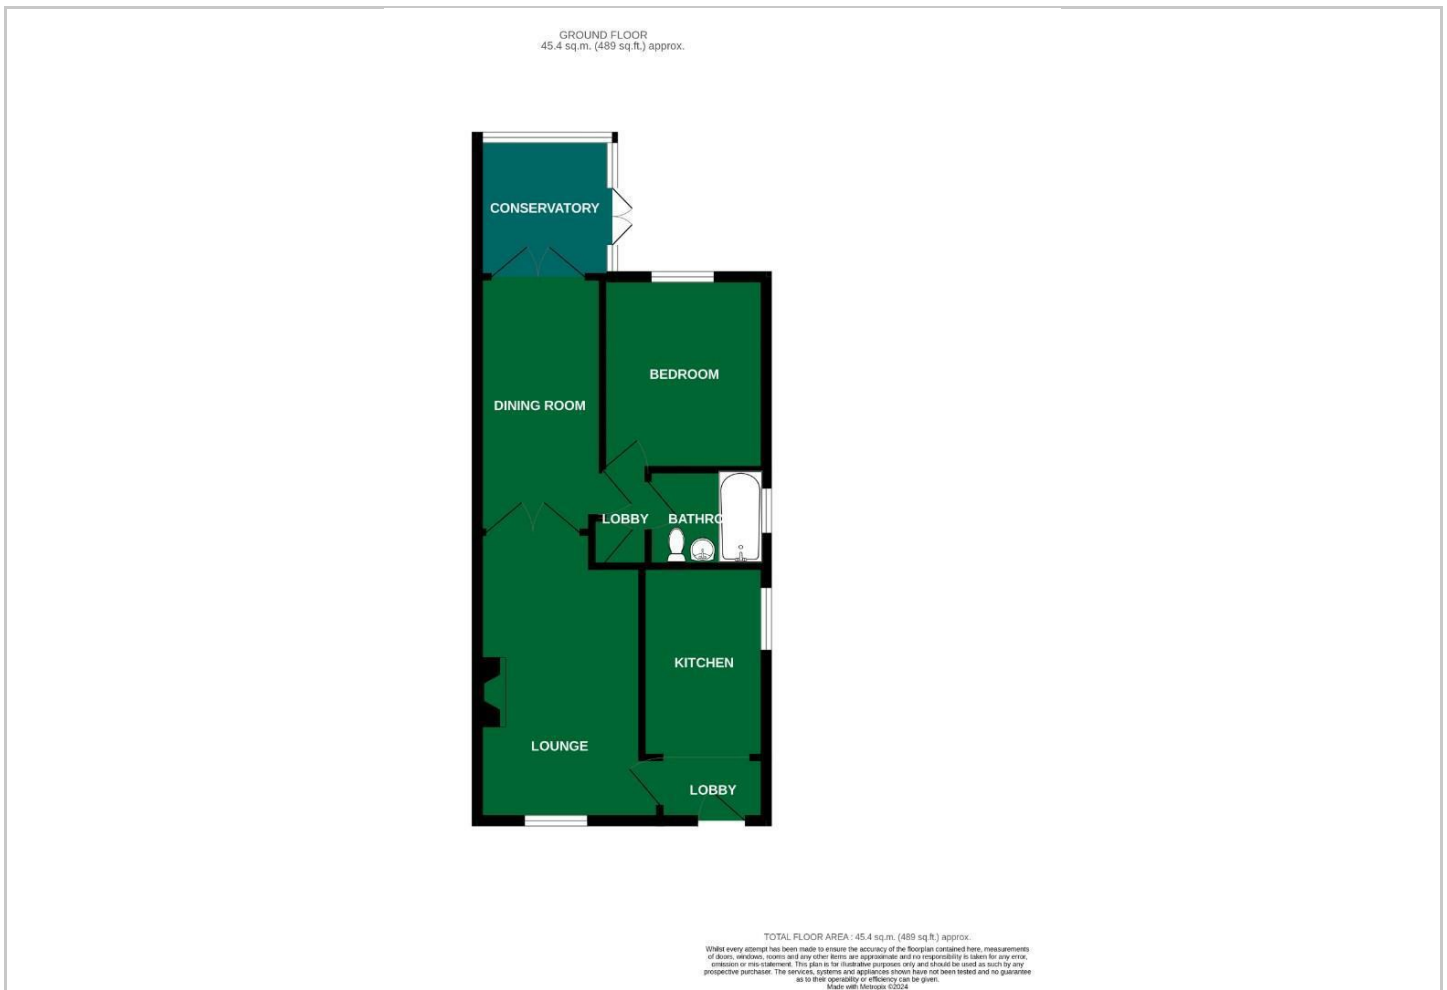 GROUND FLOOR
45.4 sq.m. (489 sq.ft.) approx.
CONSERVATORY
BEDROOM
DINING ROOM
LOBBY
BATHRO
KITCHEN
LOUNGE
LOBBY
TOTAL FLOOR AREA : 45.4 sq.m. (489 sq.ft.) approx.
Whilst every attempt has been made to ensure the accuracy of the floorplan contained here, measurements
of doors, windows, rooms and any other items are approximate and no responsibility is taken for any error,
omission or mis-statement. This plan is for illustrative purposes only and should be used as such by any
prospective purchaser. The services, systems and appliances shown have not been tested and no guarantee
as to their operability or efficiency can be given.
Made with Metropix ©2024